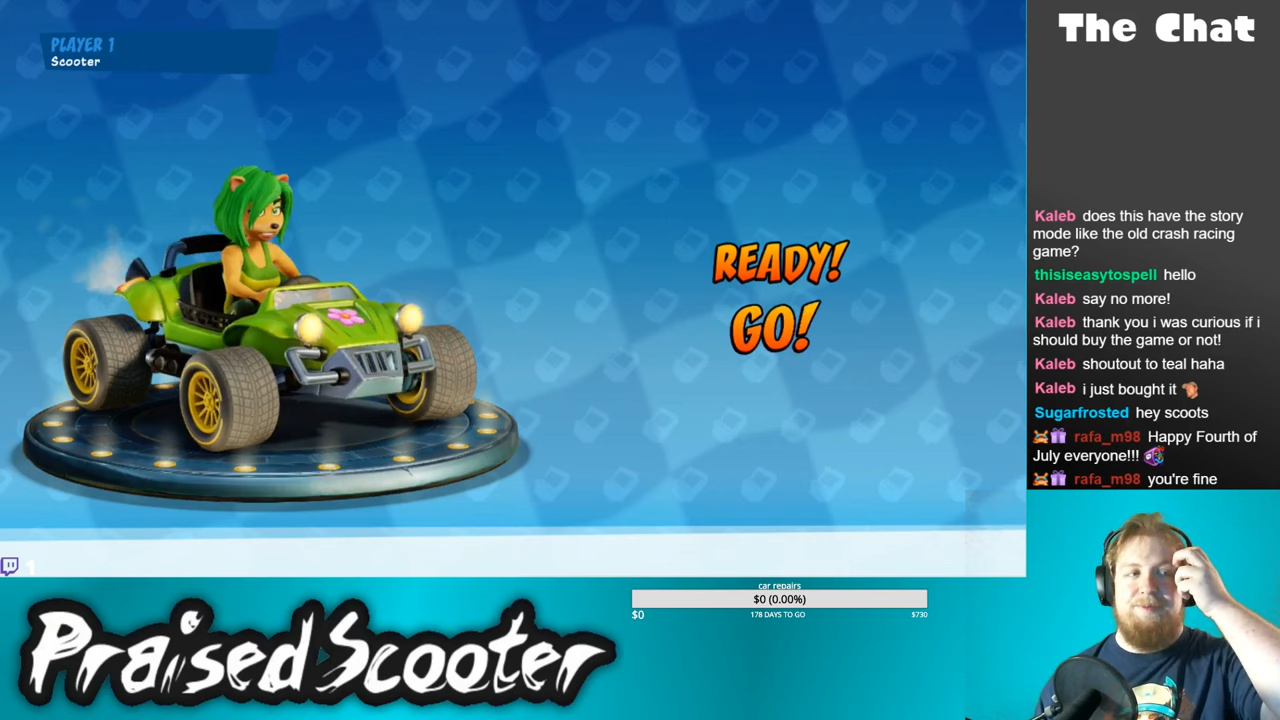 PLAYER 1
Scooter
READY!
GO!
The Chat
Kaleb does this have the story
mode like the old crash racing
game?
thisiseasytospell hello
Kaleb say no more!
Kaleb thank you i was curious if i
should buy the game or not!
Kaleb shoutout to teal haha
Kaleb i just bought it
Sugarfrosted hey scoots
rafa_m98 Happy Fourth of
July everyone!!!
rafa_m98 you're fine
1
car repairs
$0 (0.00%)
$0 178 DAYS TO GO $730
PraisedScooter